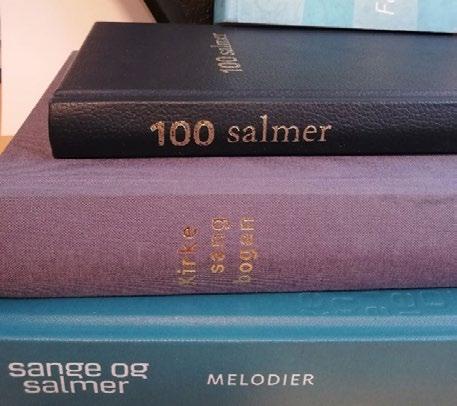 100 salmer
100 salmer
Kirke
sang
bogen
sange og
salmer
MELODIER